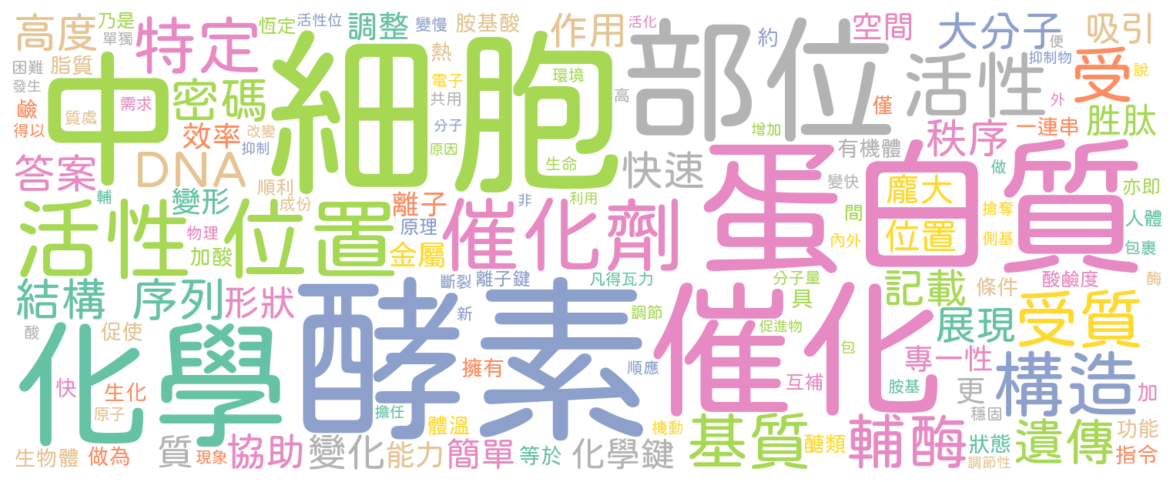 高度 乃是 單獨 特定 恆定 活性位 變慢 調整 胺基酸 活化 作用 部位 空間 約 大分子 便 抑制物 吸引
困難 脂質 發生 中 細胞 熱 電子 共用 環境 高 活性 受 說
鹼 質處 需求 密碼 得以 效率 改變 抑制 分子 原因 生命 增加 僅 外 一連串 胜肽
答案 DNA 順利 成份 快速 有機體 秩序 做 變快 亦即
輔 變形 離子 非 利用 蛋白質 龐大 搶奪 間
活性位置 物理 加酸 原理 金屬 催化劑 內外 位置 側基 人體 包裹
結構 序列 形狀 斷裂 離子鍵 凡得瓦力 分子量 具 記載 條件 酸鹼度 酶
酸 促使 化學 酵素 新 調節 催化 促進物 展現 受質
快 生化 原子 擔任 擁有 順應 互補 包 專一性 胺基 更 穩固 構造 加
生物體 做為 質 現象 協助 變化 能力 體溫 簡單 等於 化學鍵 機動 基質 醣類 輔酶 狀態 調節性 遺傳 功能 指令